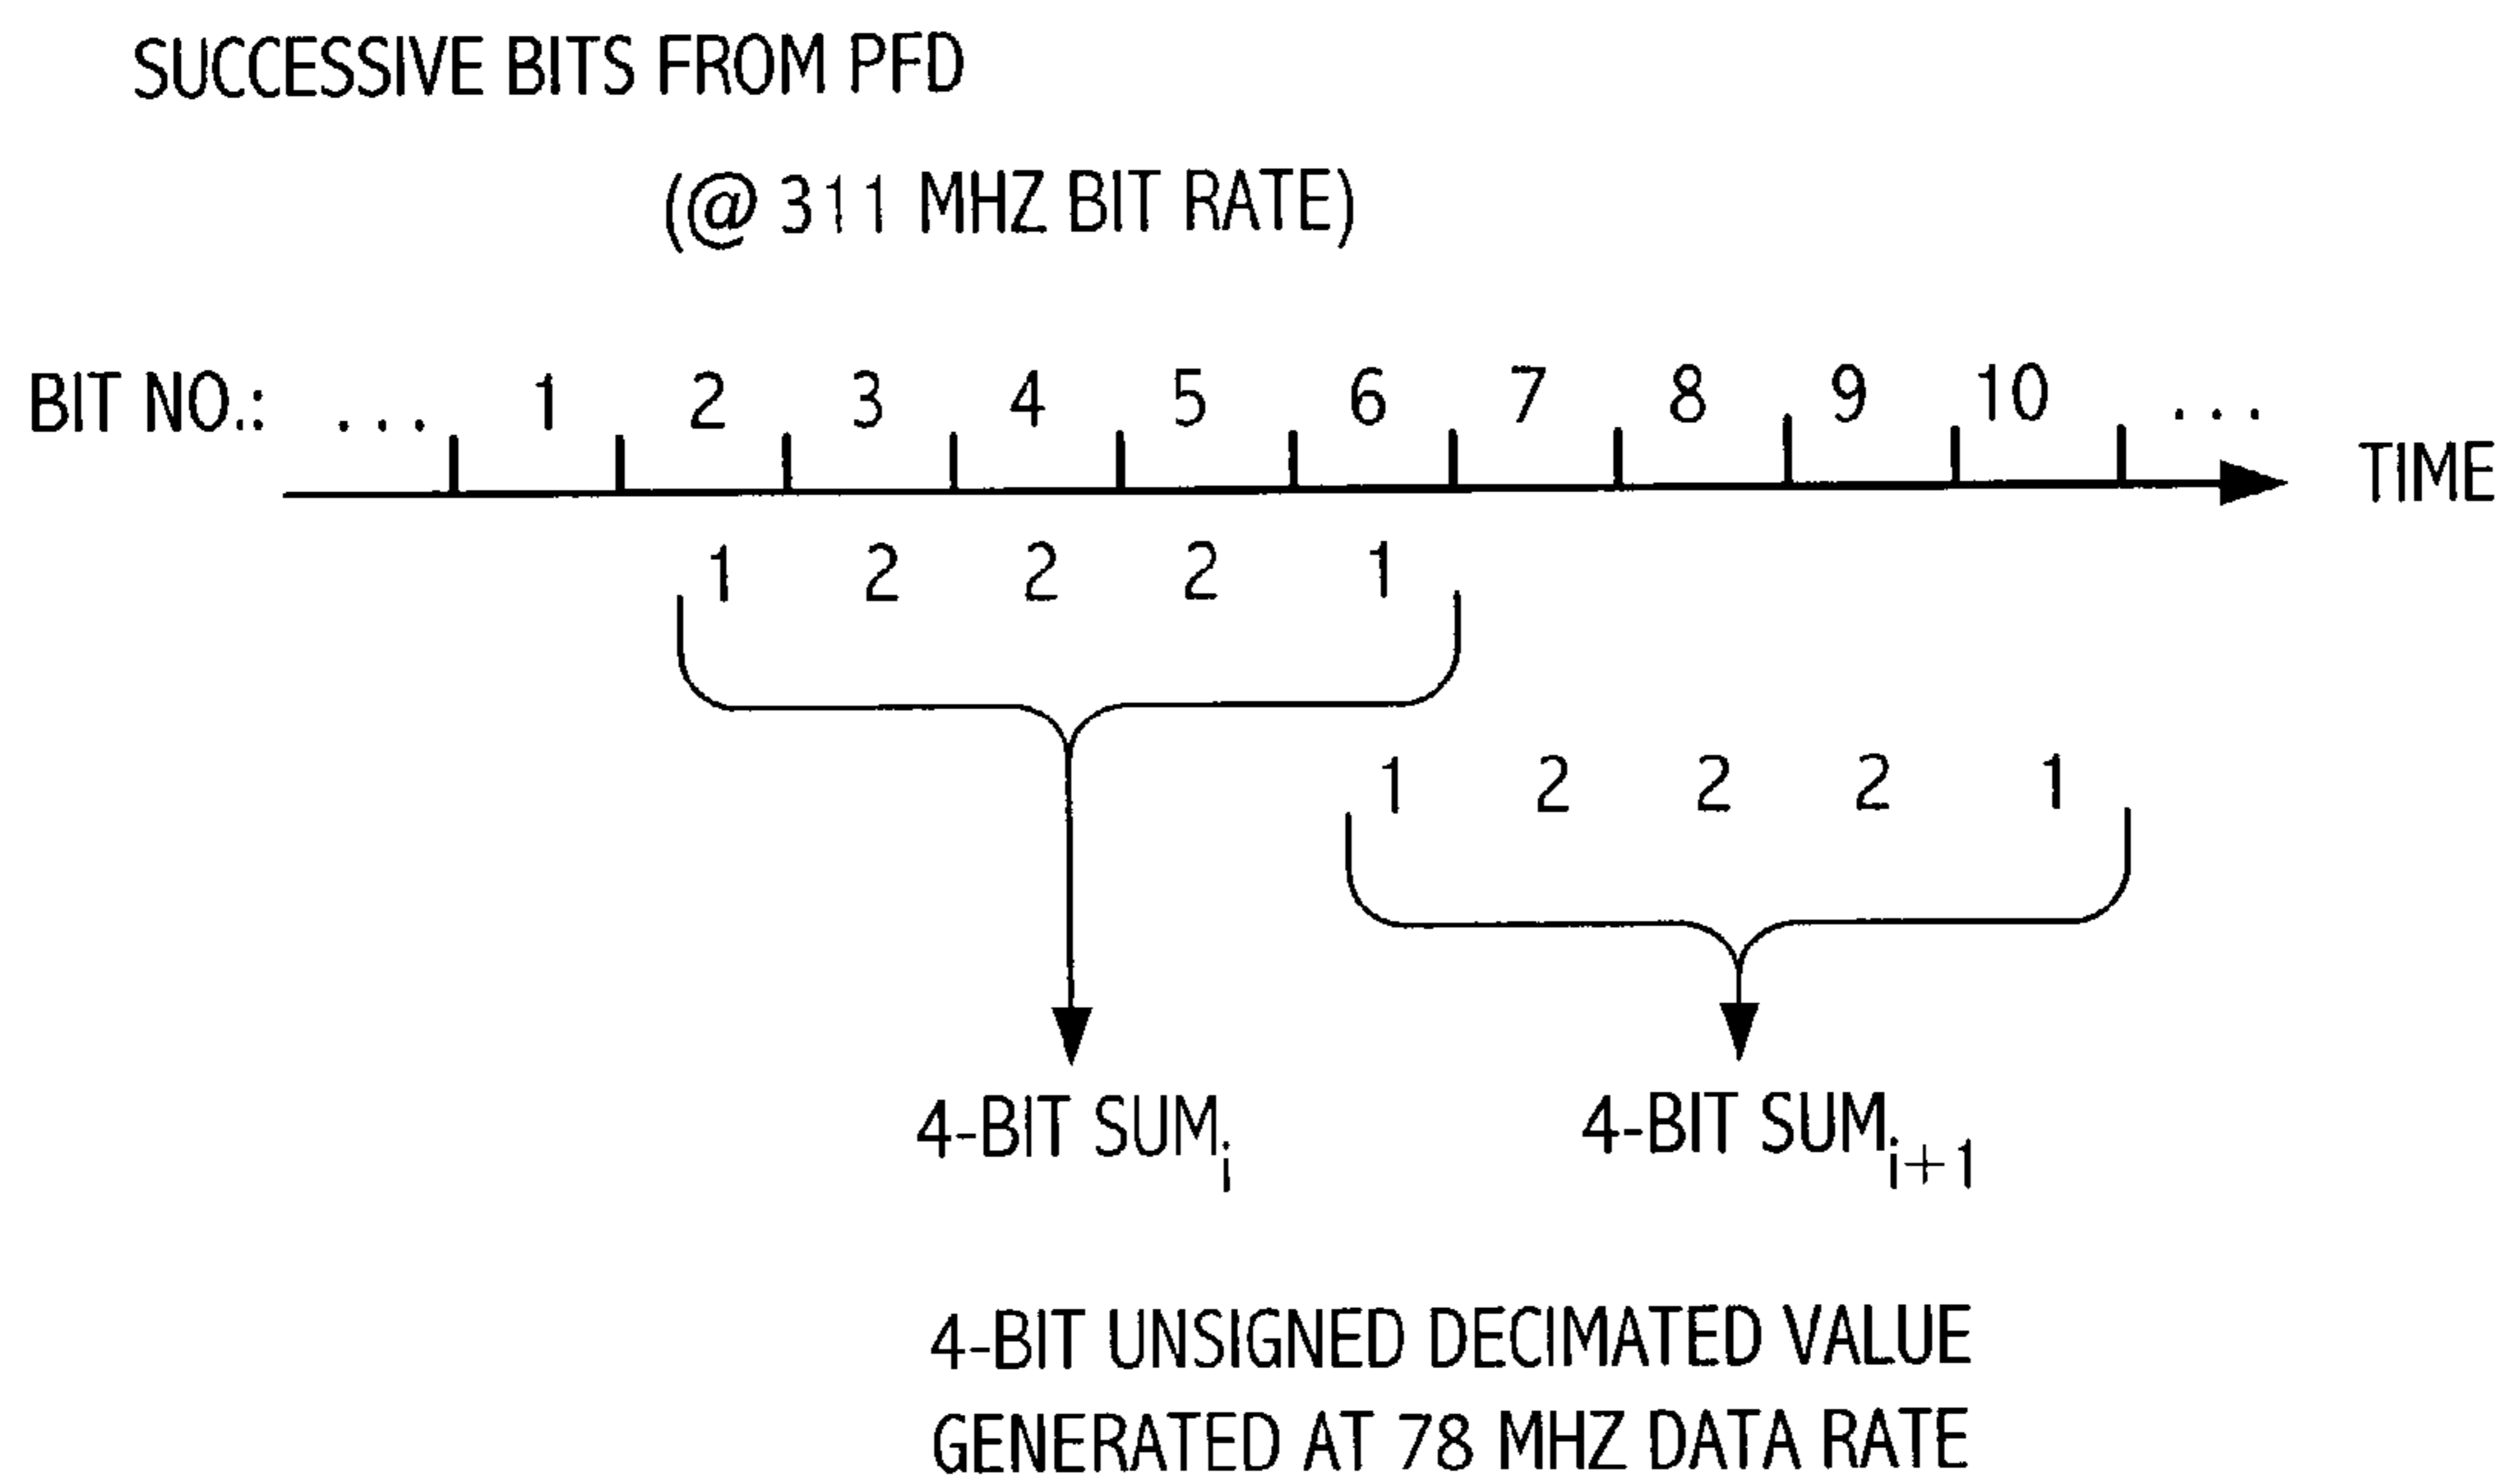 SUCCESSIVE BITS FROM PFD
(@ 311 MHZ BIT RATE)
BIT NO.: ... 1 2 3 4 5 6 7 8 9 10 ...
TIME
1 2 2 2 1
1 2 2 2 1
4-BIT SUMi 4-BIT SUMi+1
4-BIT UNSIGNED DECIMATED VALUE
GENERATED AT 78 MHZ DATA RATE